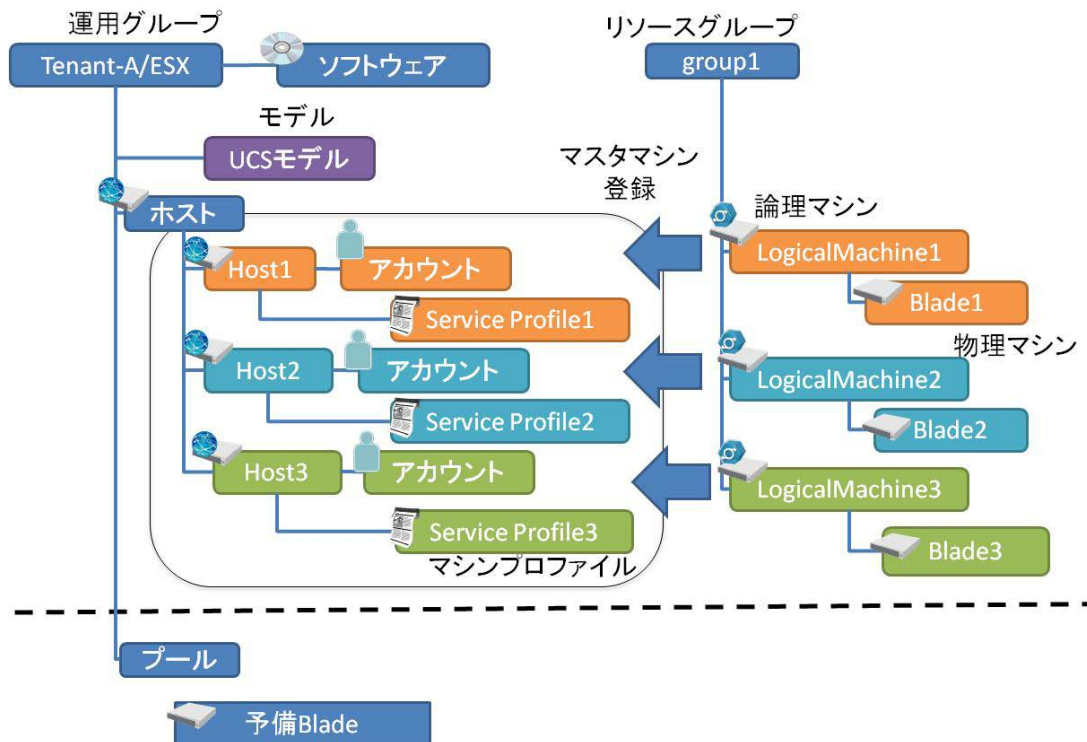 運用グループ
リソースグループ
Tenant-A/ESX
ソフトウェア
group1
モデル
UCSモデル
マスタマシン
登録
ホスト
論理マシン
Host1
アカウント
LogicalMachine1
Service Profile1
Blade1
物理マシン
Host2
アカウント
LogicalMachine2
Service Profile2
Blade2
Host3
アカウント
LogicalMachine3
Service Profile3
Blade3
マシンプロファイル
プール
予備Blade